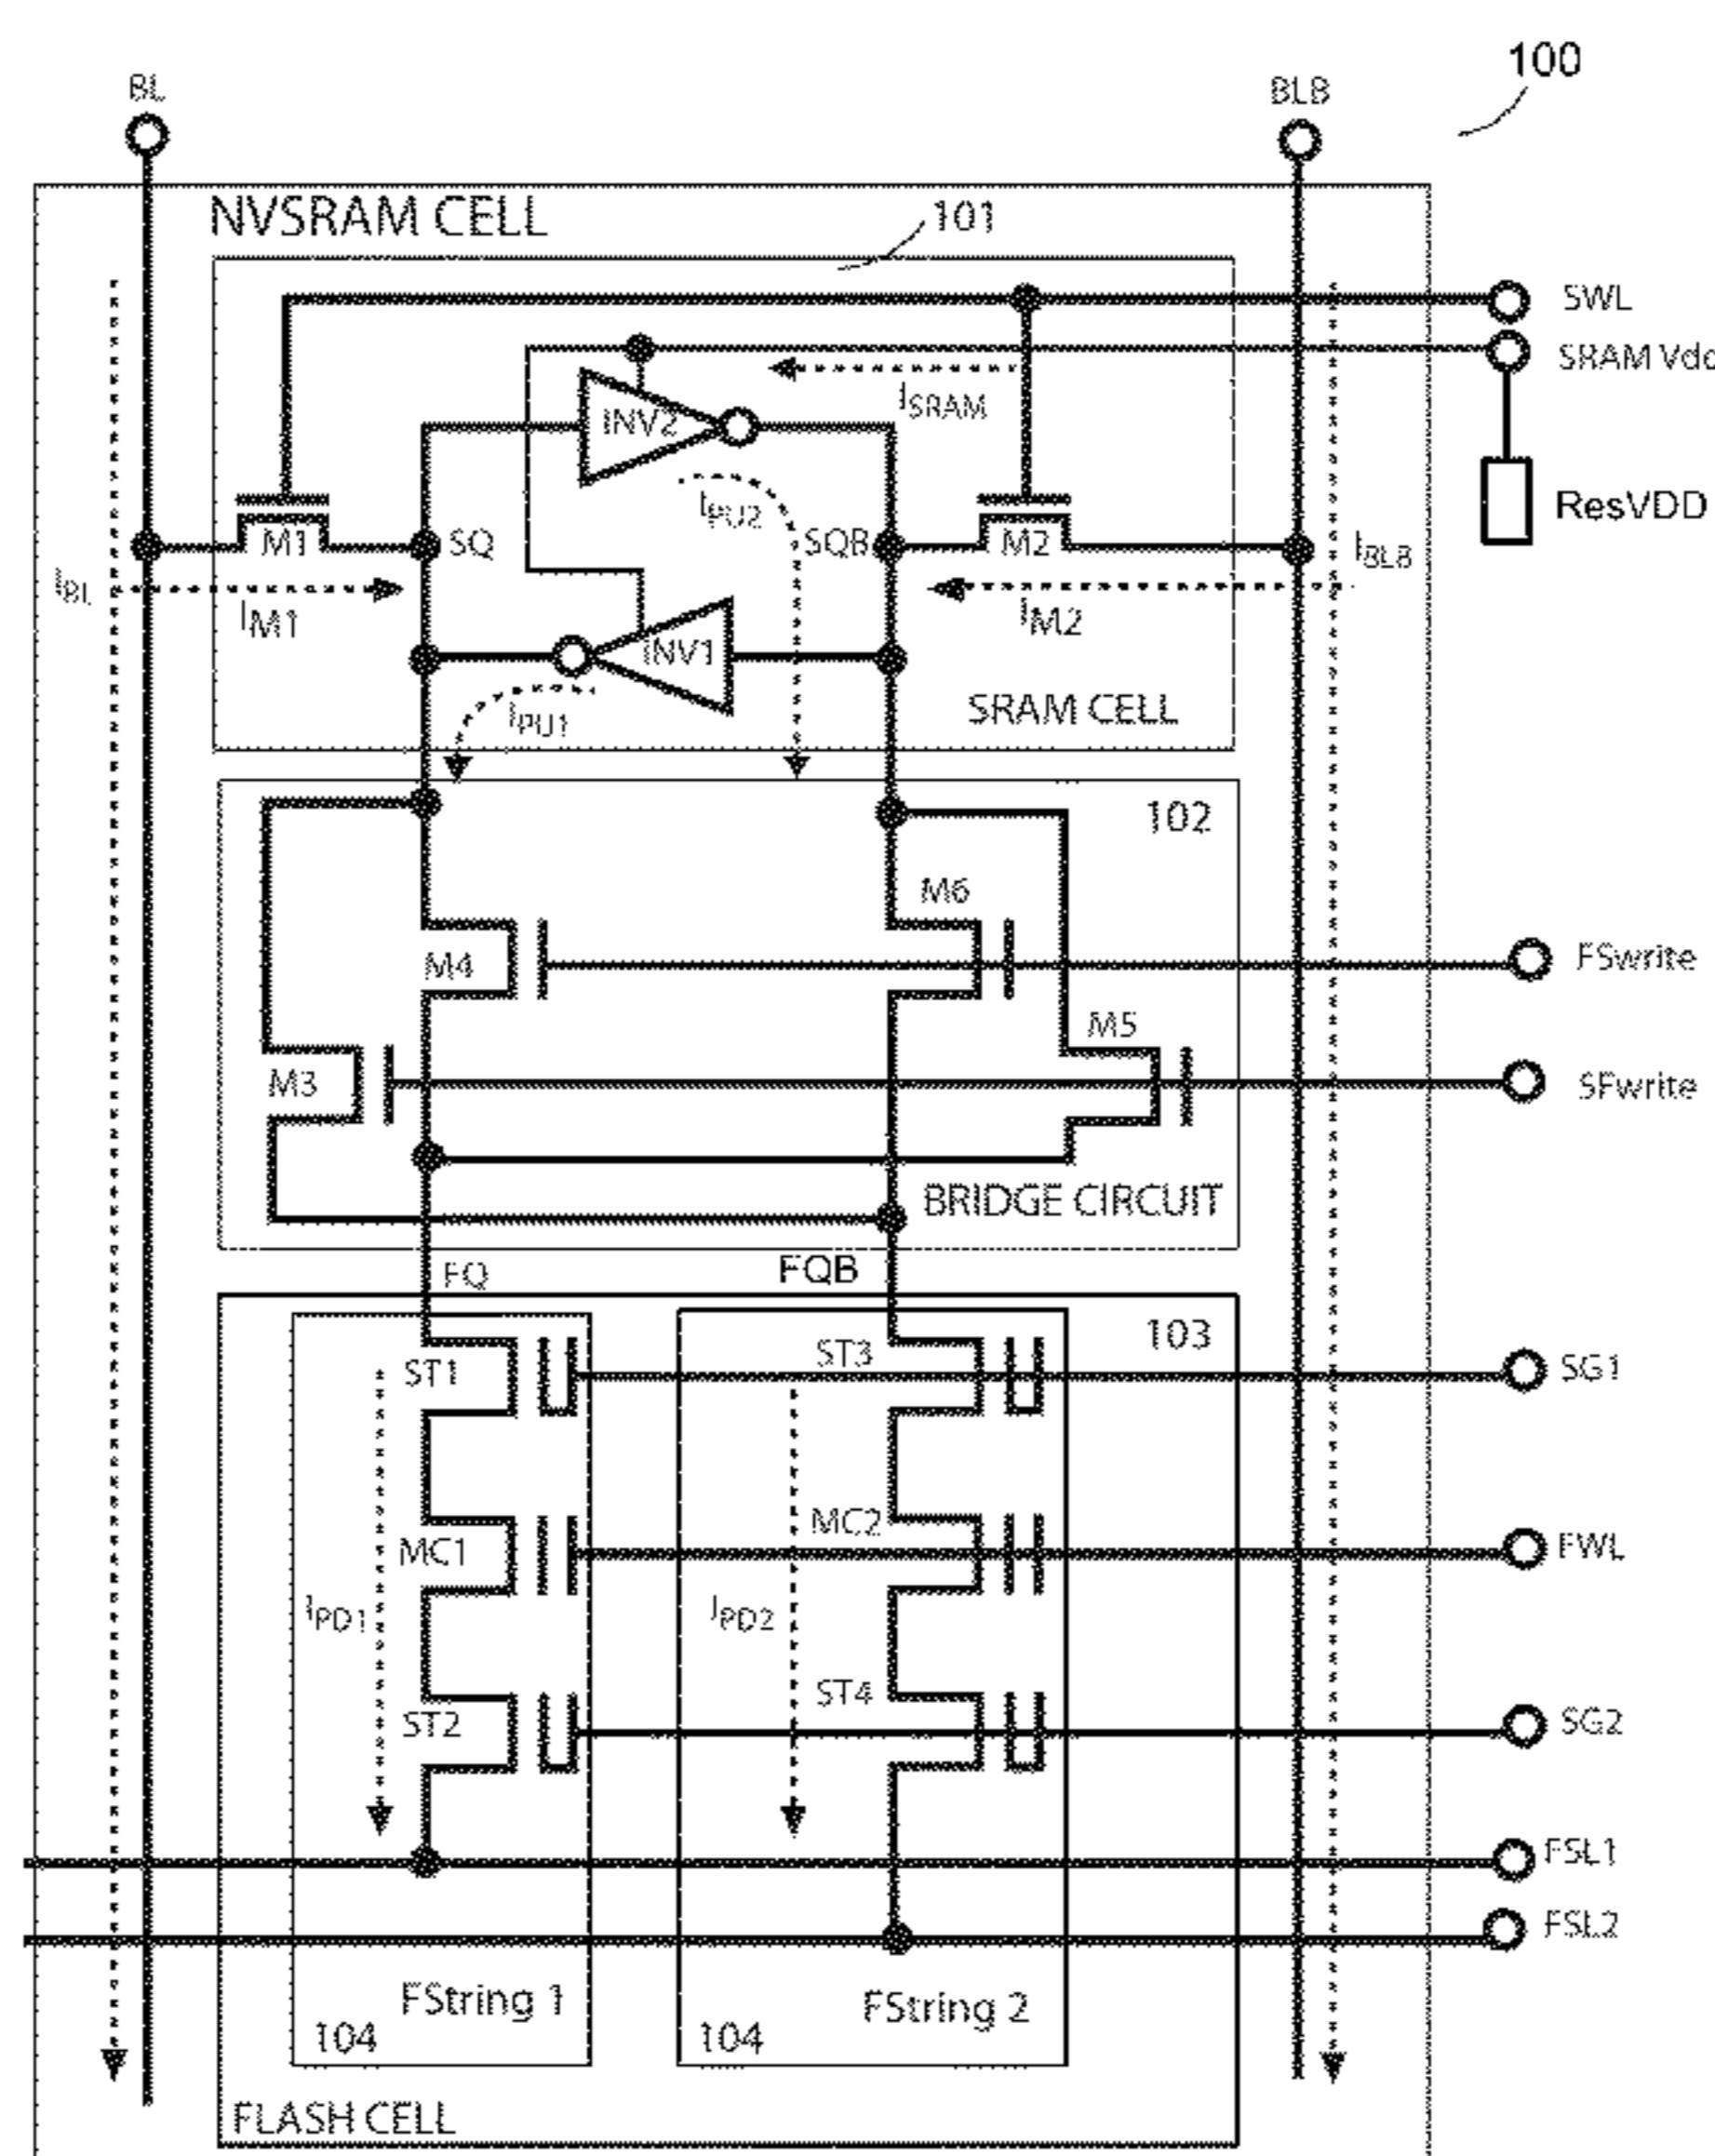 100
BL
BLB
NVSRAM CELL
101
SWL
SRAM Vdd
ISRAM
INV2
IPU2
ResVDD
M1
SQ
SQB
M2
IBLB
IBL
IM1
IM2
INV1
IPU1
SRAM CELL
102
M6
M4
FSwrite
M5
M3
SFwrite
BRIDGE CIRCUIT
FQ
FQB
103
ST1
ST3
SG1
MC1
MC2
FWL
IPD1
IPD2
ST2
ST4
SG2
FSL1
FSL2
FString 1
FString 2
104
104
FLASH CELL